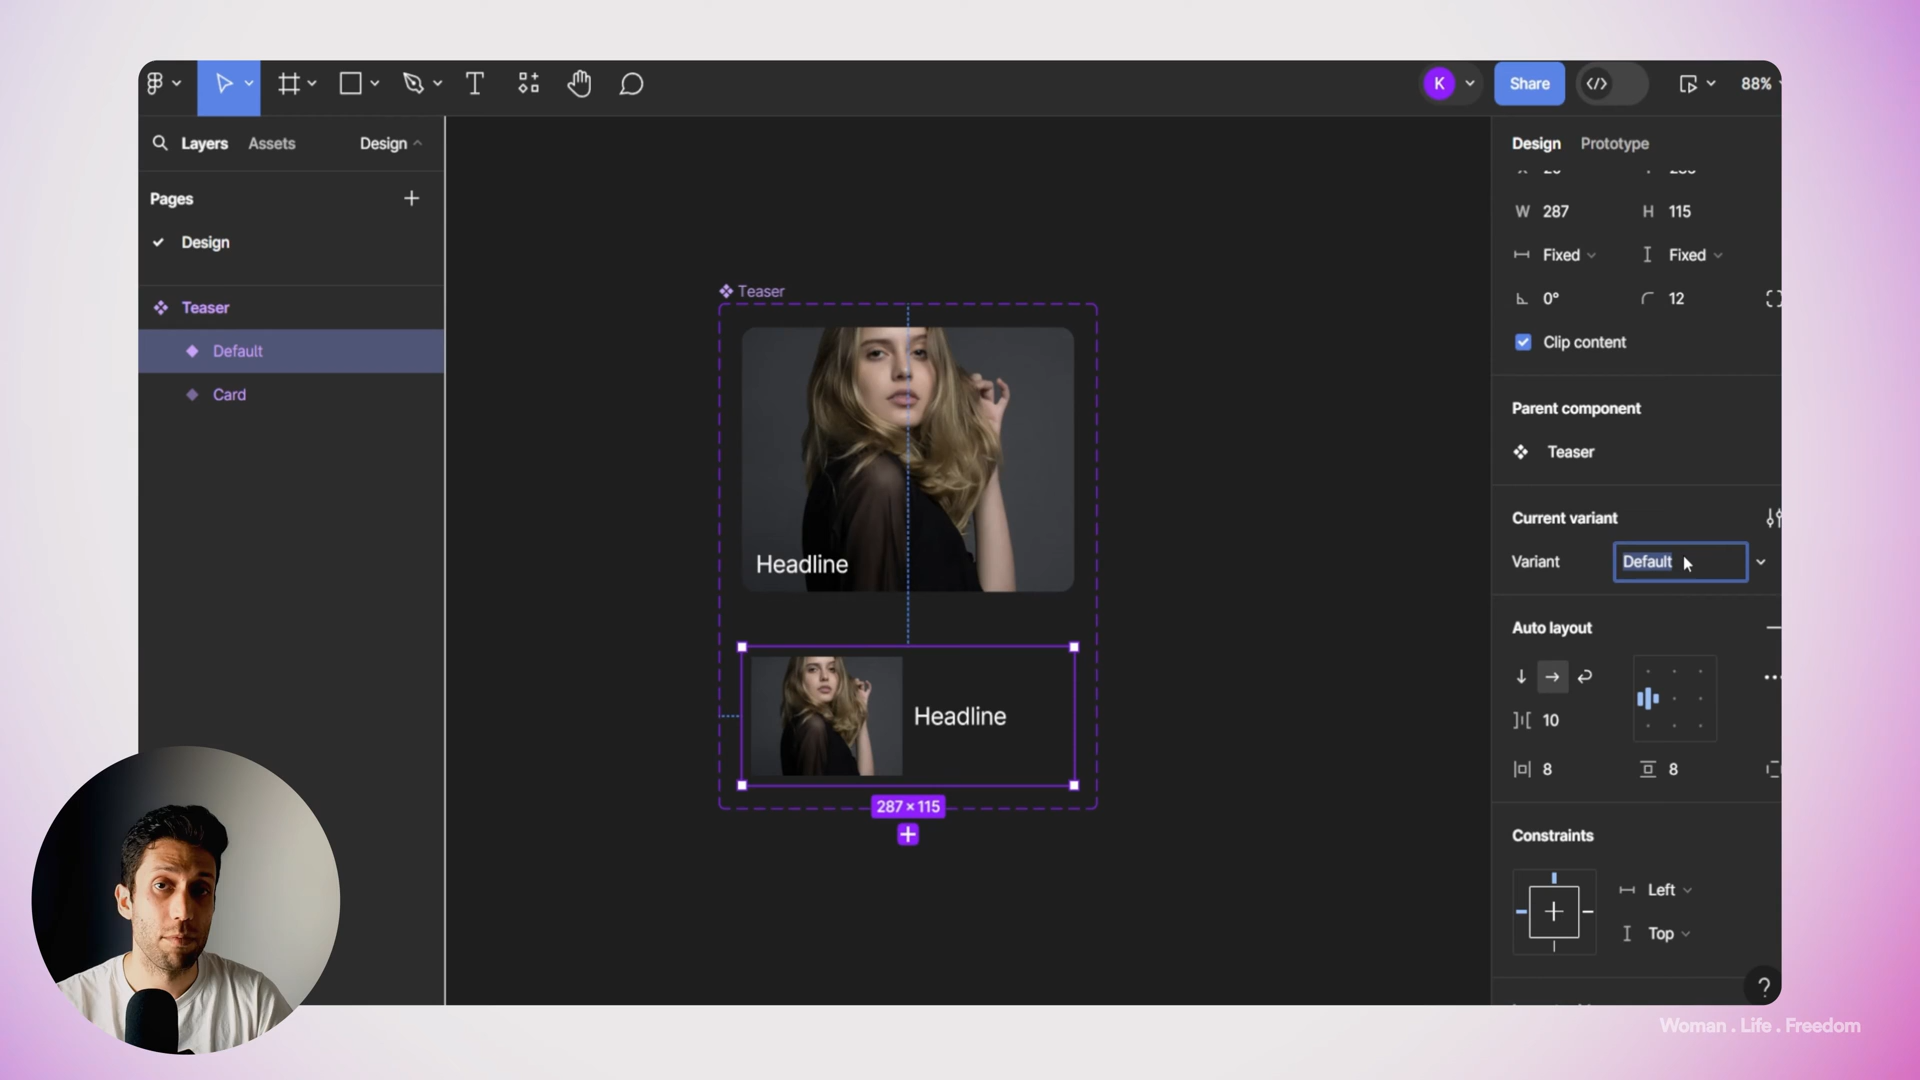 K
Share
88%
Layers
Assets
Design
Design
Prototype
Pages
W 287
H 115
Design
Fixed
Fixed
0°
12
Teaser
Teaser
Clip content
Default
Card
Parent component
Teaser
Current variant
Headline
Variant
Default
Auto layout
Headline
10
8
8
287 × 115
Constraints
Left
Top
?
Woman . Life . Freedom